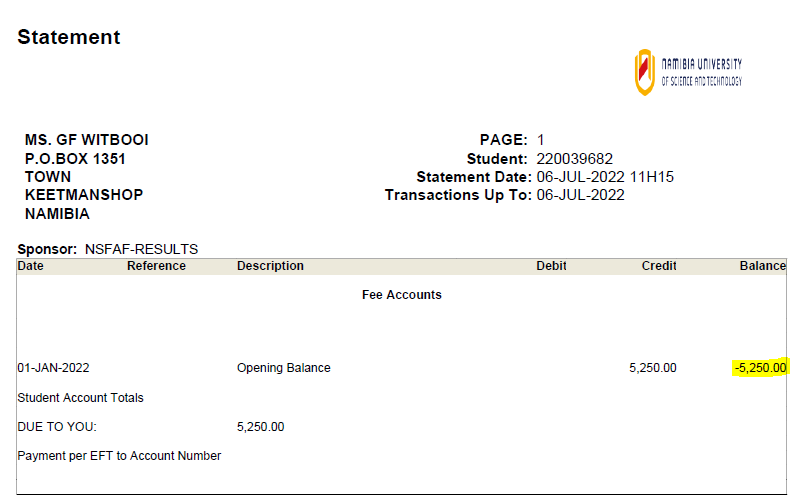 Statement
NAMIBIA UNIVERSITY
OF SCIENCE AND TECHNOLOGY
MS. GF WITBOOI
P.O.BOX 1351
TOWN
KEETMANSHOP
NAMIBIA
PAGE: 1
Student: 220039682
Statement Date: 06-JUL-2022 11H15
Transactions Up To: 06-JUL-2022
Sponsor: NSFAF-RESULTS
Date Reference Description Debit Credit Balance
Fee Accounts
01-JAN-2022 Opening Balance 5,250.00 -5,250.00
Student Account Totals
DUE TO YOU: 5,250.00
Payment per EFT to Account Number